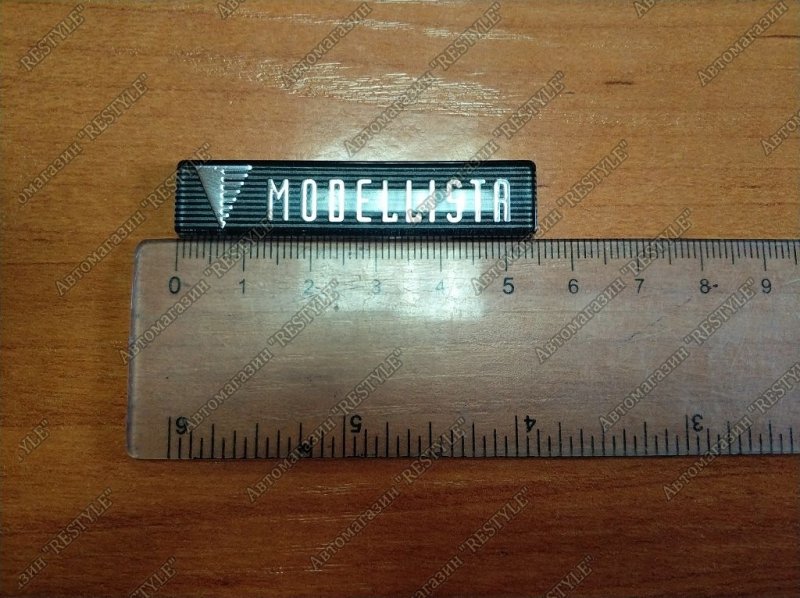 MODELLISTA
0 1 2 3 4 5 6 7 8 9
6 5 4 3
Автомагазин "RESTYLE"